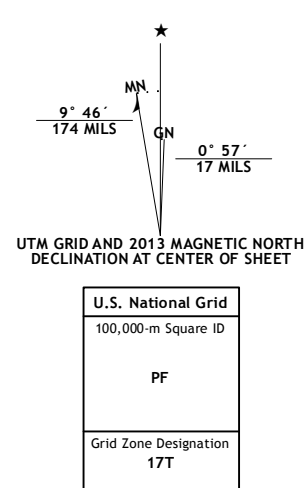 ★
MN
9° 46´
174 MILS
GN
0° 57´
17 MILS
UTM GRID AND 2013 MAGNETIC NORTH
DECLINATION AT CENTER OF SHEET
U.S. National Grid
100,000-m Square ID
PF
Grid Zone Designation
17T